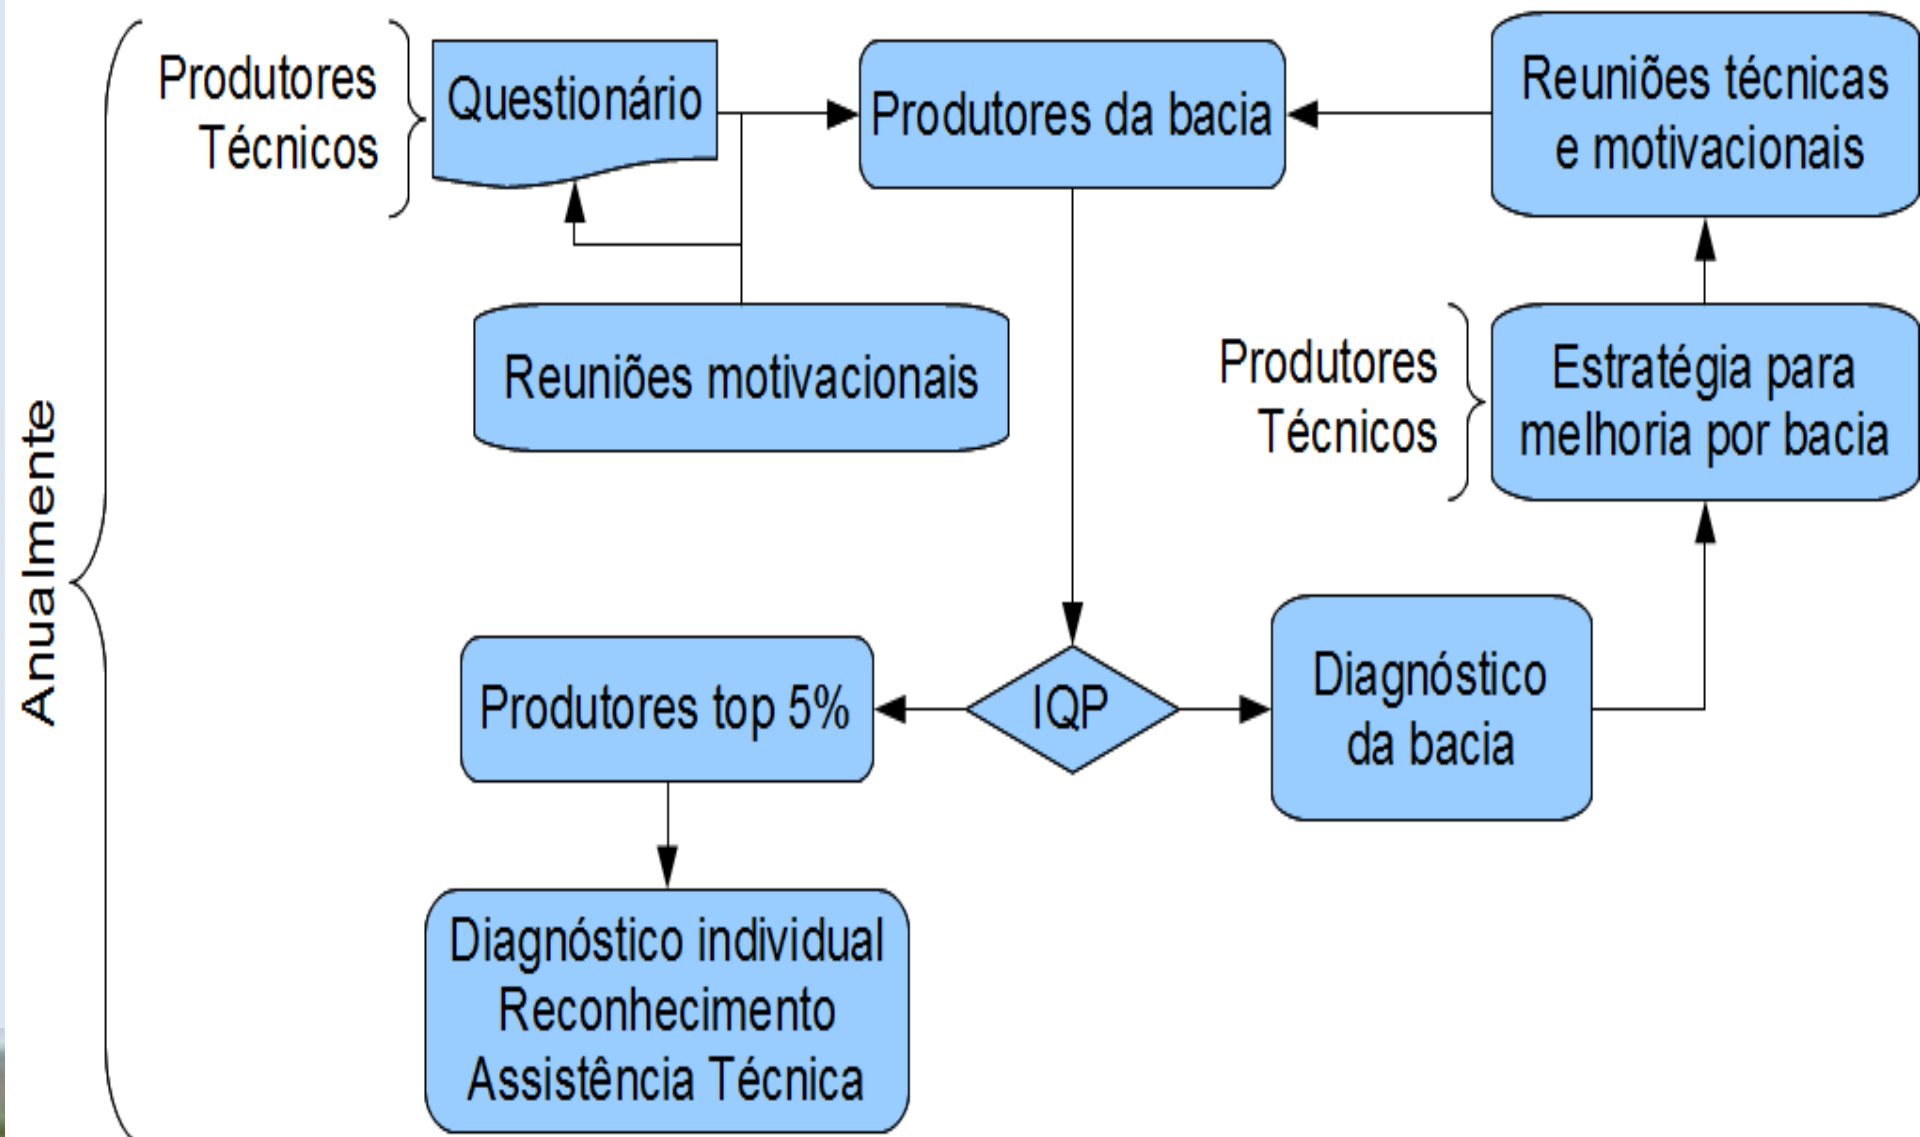 Anualmente
Produtores
Técnicos
Questionário
Produtores da bacia
Reuniões técnicas
e motivacionais
Reuniões motivacionais
Produtores
Técnicos
Estratégia para
melhoria por bacia
Produtores top 5%
IQP
Diagnóstico
da bacia
Diagnóstico individual
Reconhecimento
Assistência Técnica